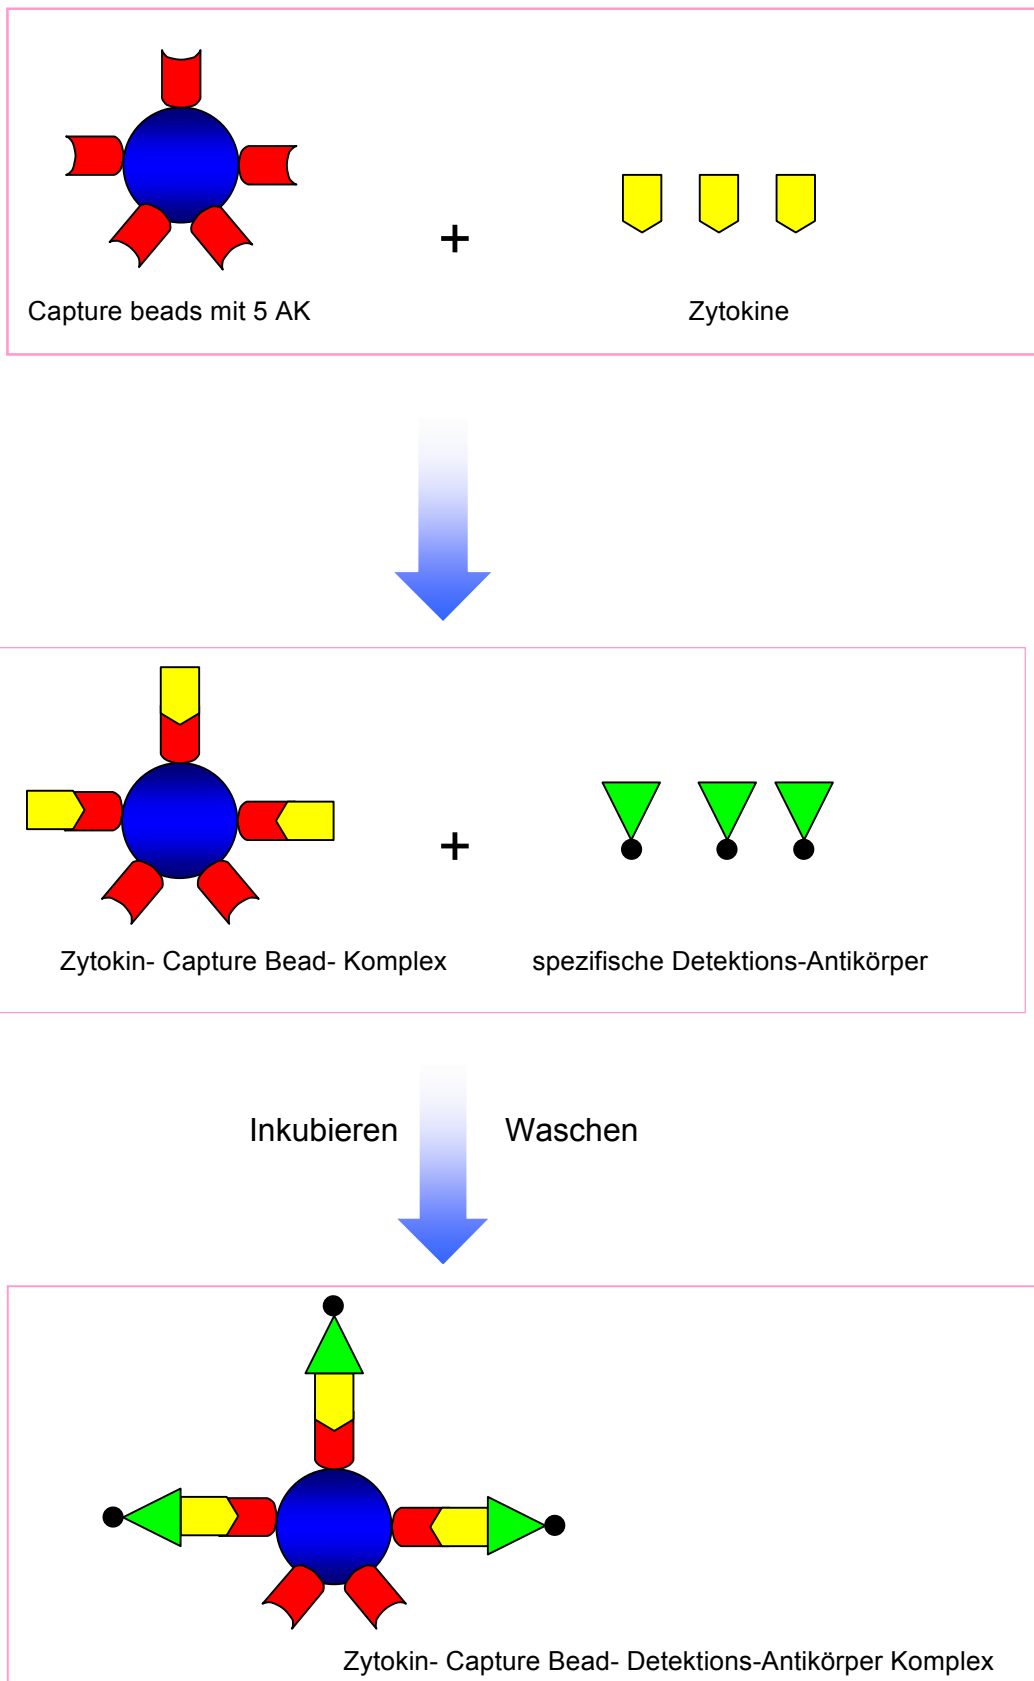 +
Capture beads mit 5 AK
Zytokine
+
Zytokin- Capture Bead- Komplex
spezifische Detektions-Antikörper
Inkubieren
Waschen
Zytokin- Capture Bead- Detektions-Antikörper Komplex